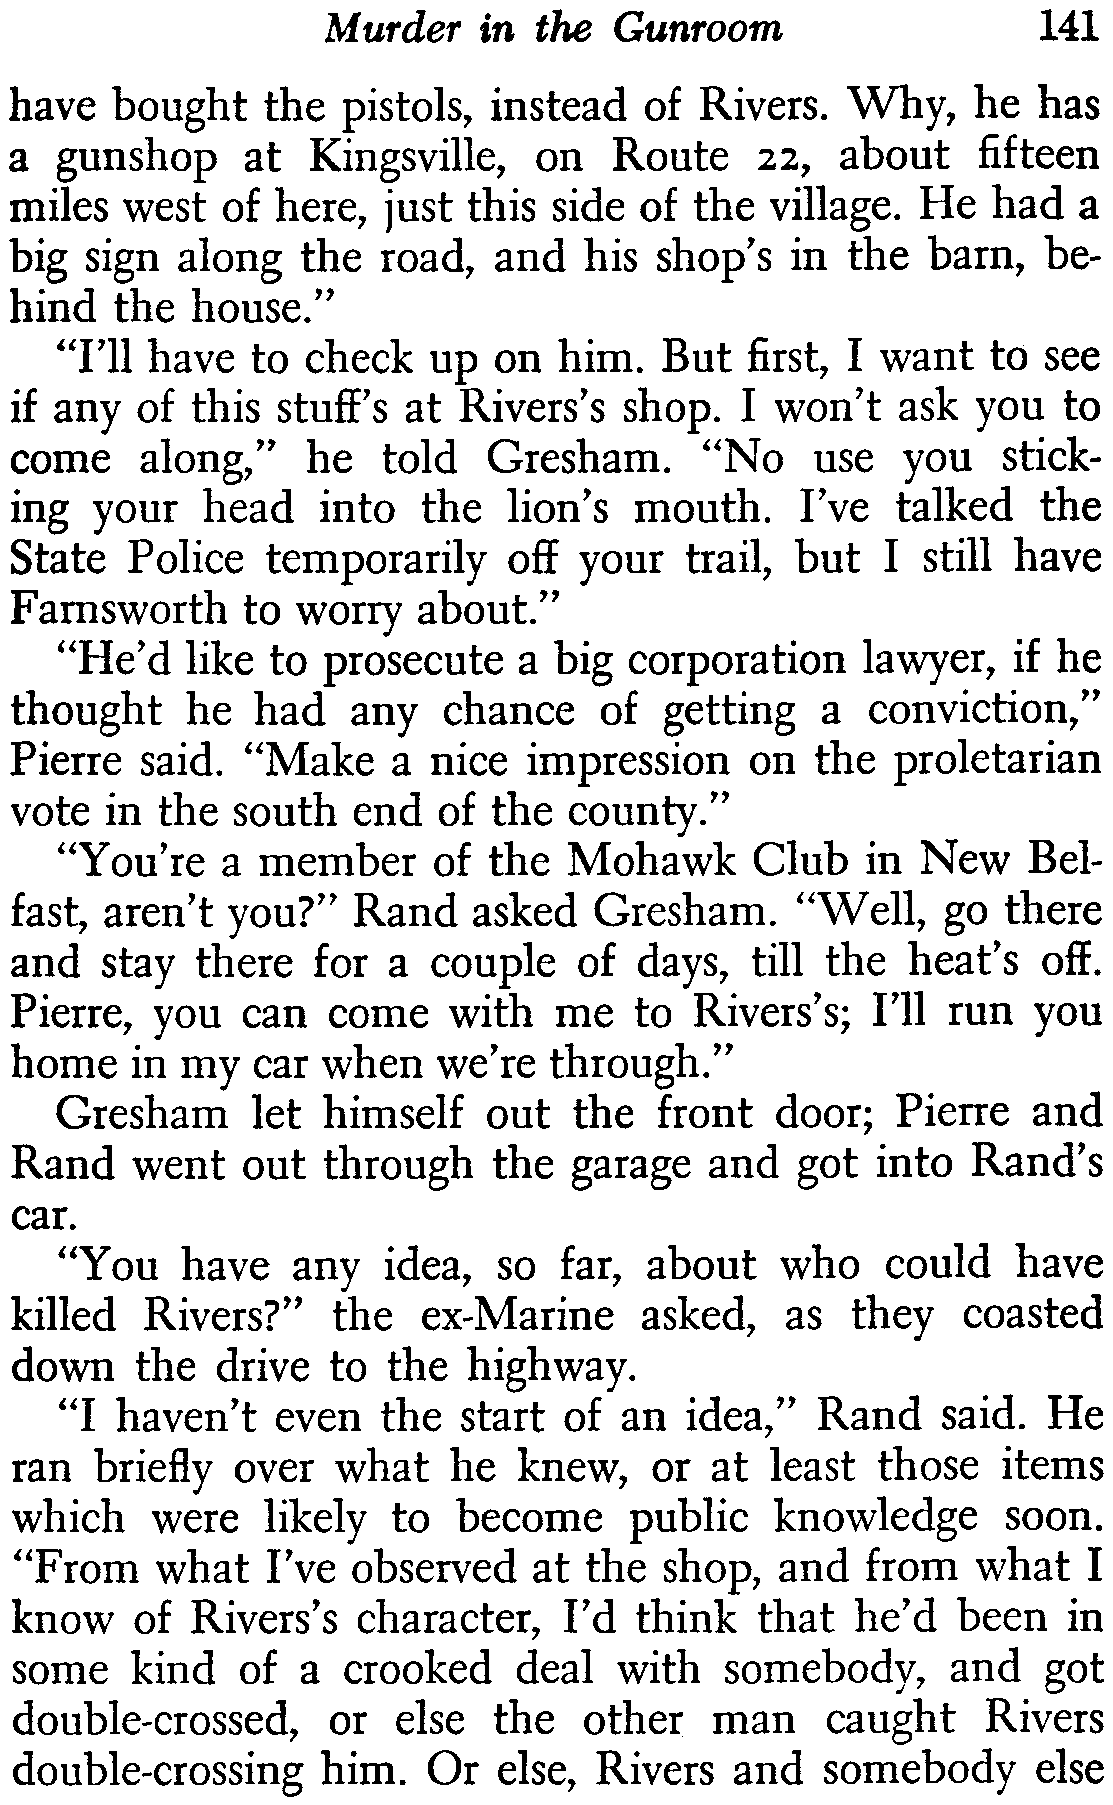 Murder in the Gunroom 141
have bought the pistols, instead of Rivers. Why, he has
a gunshop at Kingsville, on Route 22, about fifteen
miles west of here, just this side of the village. He had a
big sign along the road, and his shop's in the barn, be-
hind the house."
"I'll have to check up on him. But first, I want to see
if any of this stuff's at Rivers's shop. I won't ask you to
come along," he told Gresham. "No use you stick-
ing your head into the lion's mouth. I've talked the
State Police temporarily off your trail, but I still have
Farnsworth to worry about."
"He'd like to prosecute a big corporation lawyer, if he
thought he had any chance of getting a conviction,"
Pierre said. "Make a nice impression on the proletarian
vote in the south end of the county."
"You're a member of the Mohawk Club in New Bel-
fast, aren't you?" Rand asked Gresham. "Well, go there
and stay there for a couple of days, till the heat's off.
Pierre, you can come with me to Rivers's; I'll run you
home in my car when we're through."
Gresham let himself out the front door; Pierre and
Rand went out through the garage and got into Rand's
car.
"You have any idea, so far, about who could have
killed Rivers?" the ex-Marine asked, as they coasted
down the drive to the highway.
"I haven't even the start of an idea," Rand said. He
ran briefly over what he knew, or at least those items
which were likely to become public knowledge soon.
"From what I've observed at the shop, and from what I
know of Rivers's character, I'd think that he'd been in
some kind of a crooked deal with somebody, and got
double-crossed, or else the other man caught Rivers
double-crossing him. Or else, Rivers and somebody else